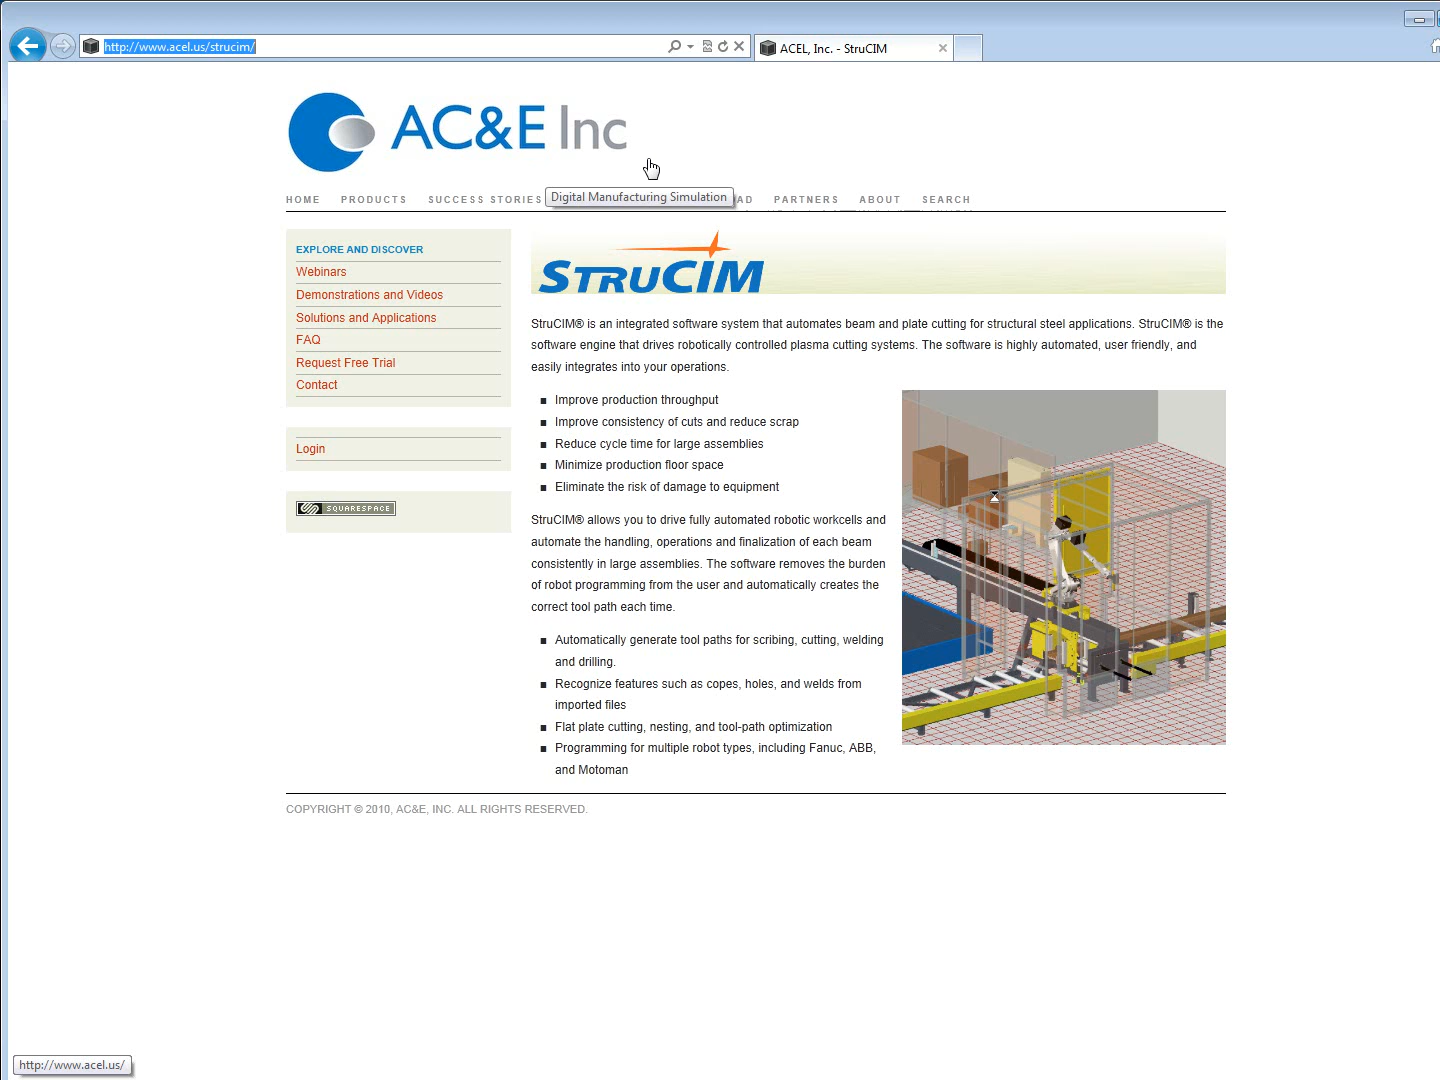 http://www.acel.us/strucim/
ACEL, Inc. - StruCIM
AC&E Inc
Digital Manufacturing Simulation
HOME PRODUCTS SUCCESS STORIES AD PARTNERS ABOUT SEARCH
EXPLORE AND DISCOVER
Webinars
Demonstrations and Videos
Solutions and Applications
FAQ
Request Free Trial
Contact
Login
SQUARESPACE
STRUCIM
StruCIM® is an integrated software system that automates beam and plate cutting for structural steel applications. StruCIM® is the
software engine that drives robotically controlled plasma cutting systems. The software is highly automated, user friendly, and
easily integrates into your operations.
Improve production throughput
Improve consistency of cuts and reduce scrap
Reduce cycle time for large assemblies
Minimize production floor space
Eliminate the risk of damage to equipment
StruCIM® allows you to drive fully automated robotic workcells and
automate the handling, operations and finalization of each beam
consistently in large assemblies. The software removes the burden
of robot programming from the user and automatically creates the
correct tool path each time.
Automatically generate tool paths for scribing, cutting, welding
and drilling.
Recognize features such as copes, holes, and welds from
imported files
Flat plate cutting, nesting, and tool-path optimization
Programming for multiple robot types, including Fanuc, ABB,
and Motoman
COPYRIGHT © 2010, AC&E, INC. ALL RIGHTS RESERVED.
http://www.acel.us/